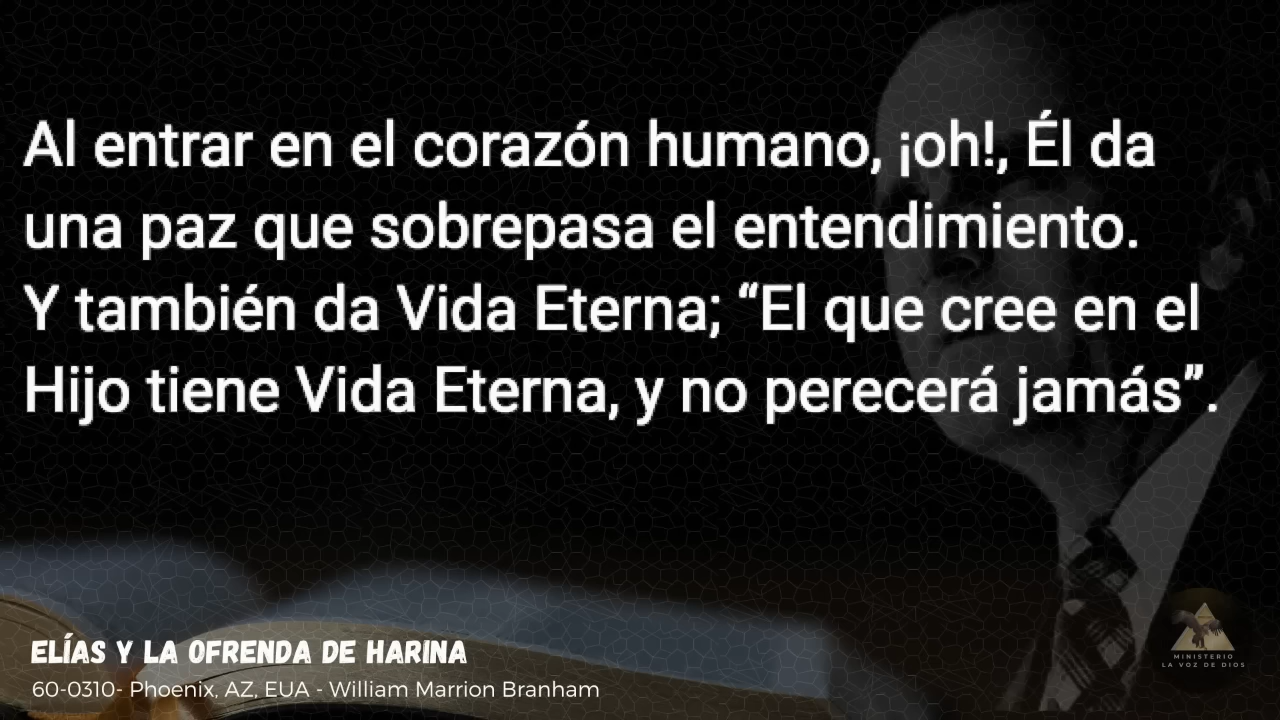 Al entrar en el corazón humano, ¡oh!, Él da
una paz que sobrepasa el entendimiento.
Y también da Vida Eterna; “El que cree en el
Hijo tiene Vida Eterna, y no perecerá jamás”.
ELÍAS Y LA OFRENDA DE HARINA
60-0310- Phoenix, AZ, EUA - William Marrion Branham
MINISTERIO
LA VOZ DE DIOS